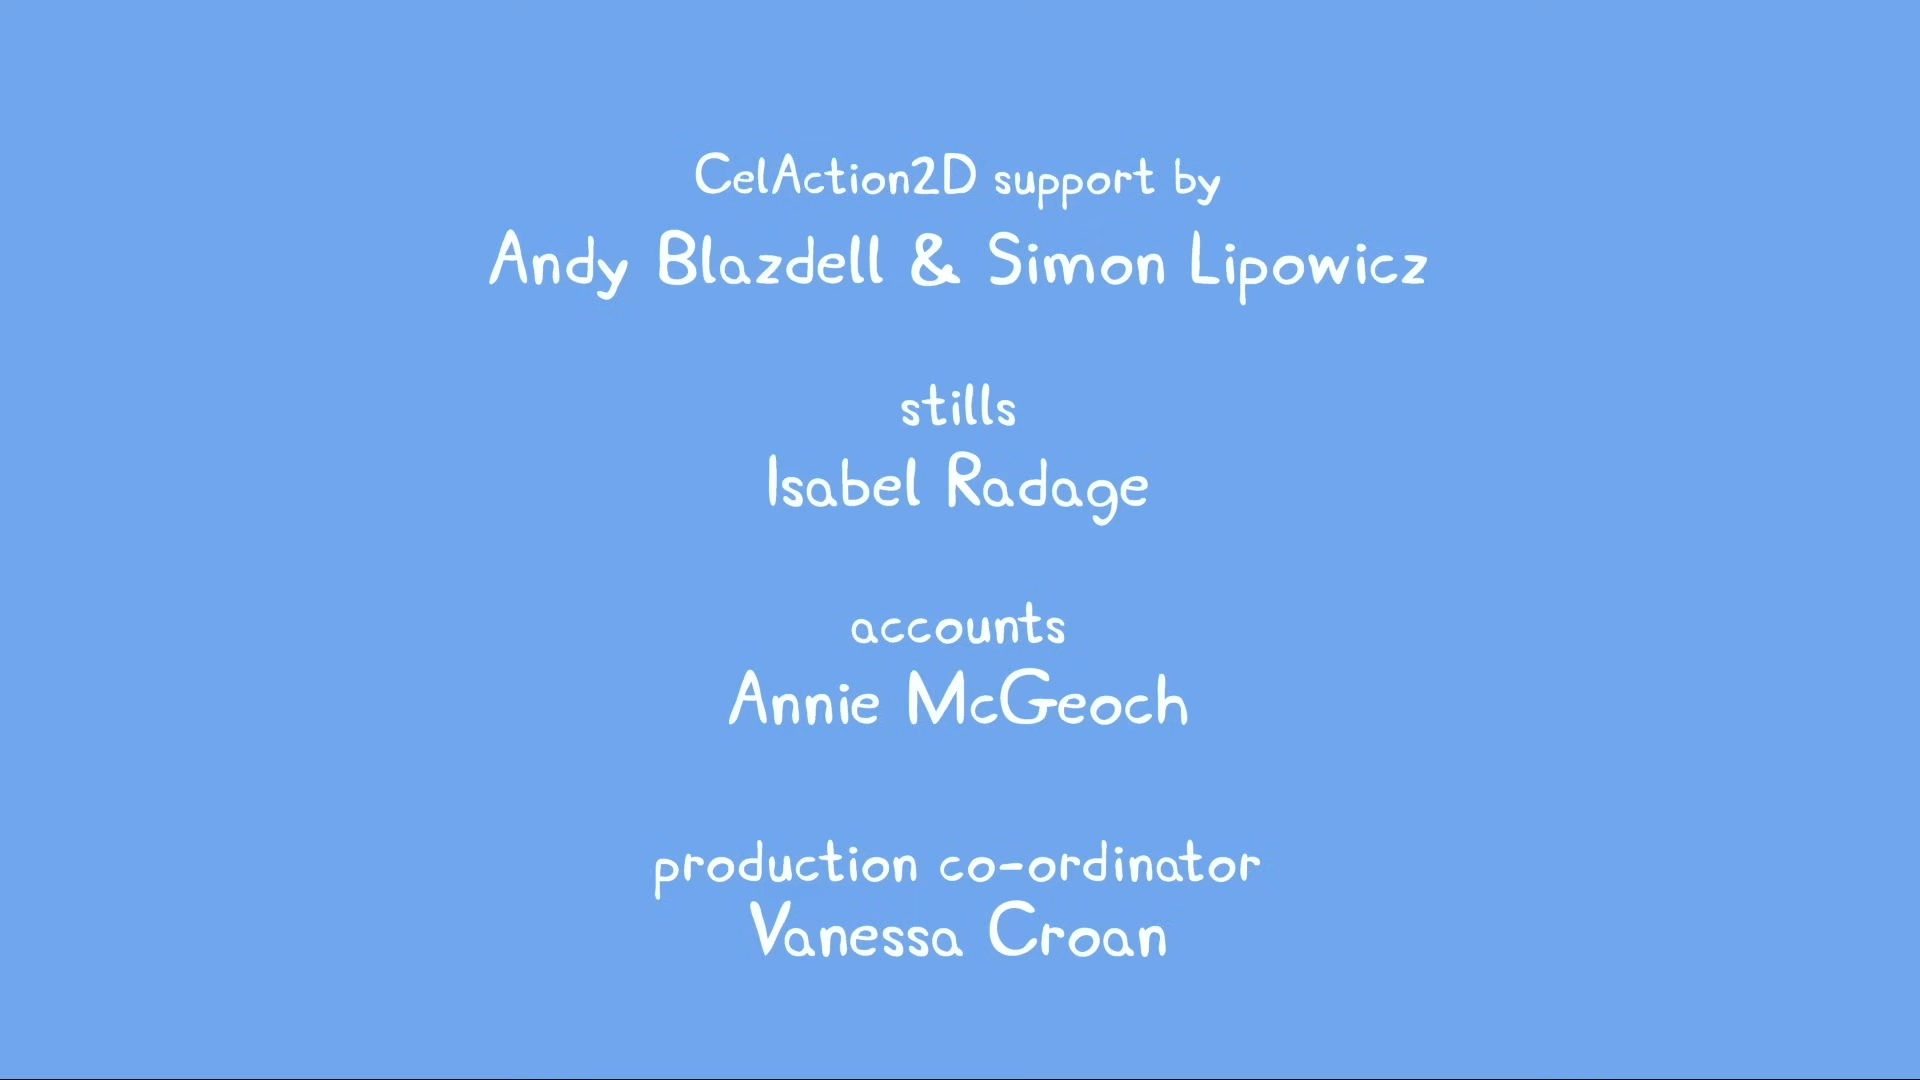 CelAction2D support by
Andy Blazdell & Simon Lipowicz
stills
Isabel Radage
accounts
Annie McGeoch
production co-ordinator
Vanessa Croan